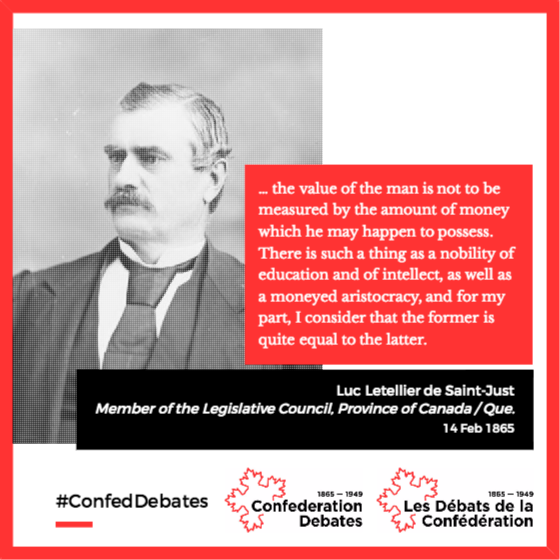 ... the value of the man is not to be
measured by the amount of money
which he may happen to possess.
There is such a thing as a nobility of
education and of intellect, as well as
a moneyed aristocracy, and for my
part, I consider that the former is
quite equal to the latter.
Luc Letellier de Saint-Just
Member of the Legislative Council, Province of Canada / Que.
14 Feb 1865
#ConfedDebates
1865 — 1949
Confederation
Debates
1865 — 1949
Les Débats de la
Confédération